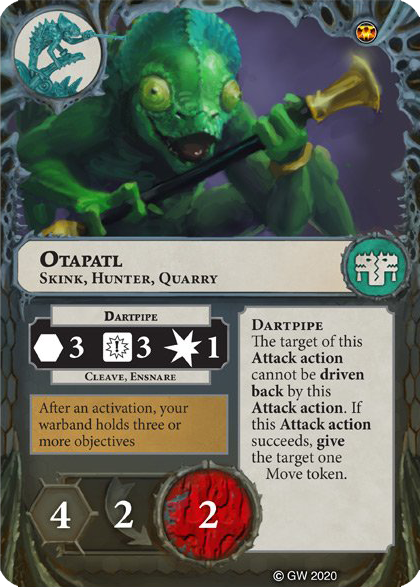 OTAPATL
SKINK, HUNTER, QUARRY
DARTPIPE
3 3 1
CLEAVE, ENSNARE
After an activation, your
warband holds three or
more objectives
DARTPIPE
The target of this
Attack action
cannot be driven
back by this
Attack action. If
this Attack action
succeeds, give
the target one
Move token.
4 2 2
© GW 2020